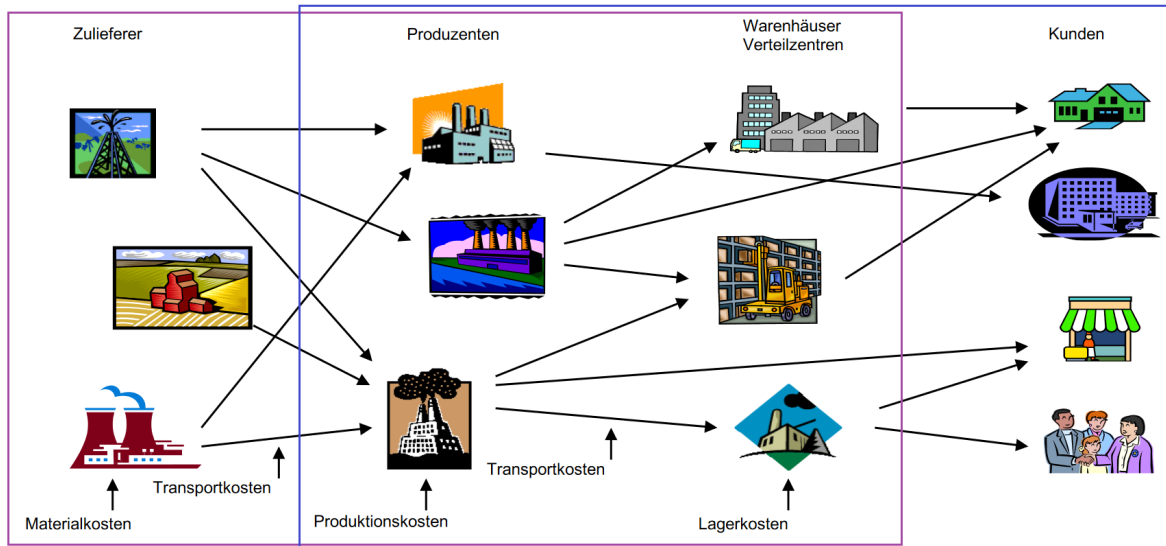 Zulieferer
Produzenten
Warenhäuser
Verteilzentren
Kunden
Transportkosten
Transportkosten
Materialkosten
Produktionskosten
Lagerkosten